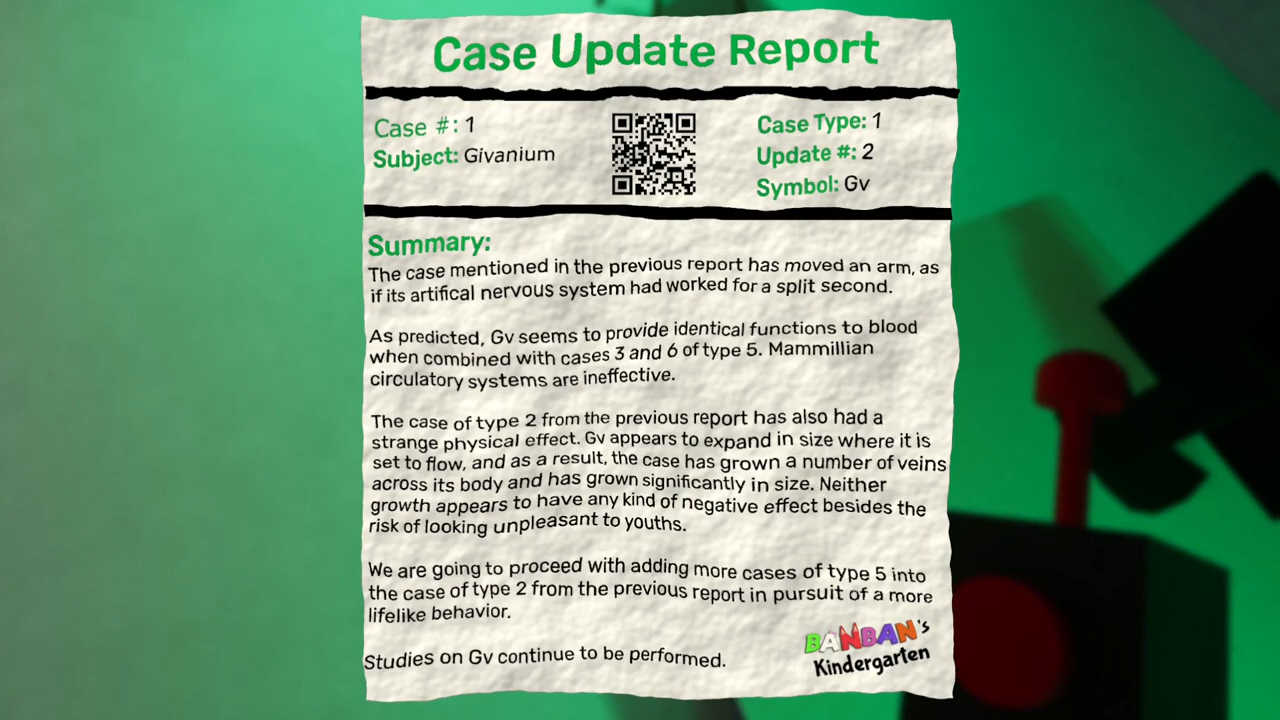 Case Update Report
Case #: 1
Subject: Givanium
Case Type: 1
Update #: 2
Symbol: Gv
Summary:
The case mentioned in the previous report has moved an arm, as
if its artifical nervous system had worked for a split second.
As predicted, Gv seems to provide identical functions to blood
when combined with cases 3 and 6 of type 5. Mammillian
circulatory systems are ineffective.
The case of type 2 from the previous report has also had a
strange physical effect. Gv appears to expand in size where it is
set to flow, and as a result, the case has grown a number of veins
across its body and has grown significantly in size. Neither
growth appears to have any kind of negative effect besides the
risk of looking unpleasant to youths.
We are going to proceed with adding more cases of type 5 into
the case of type 2 from the previous report in pursuit of a more
lifelike behavior.
Studies on Gv continue to be performed.
BANBAN's
Kindergarten